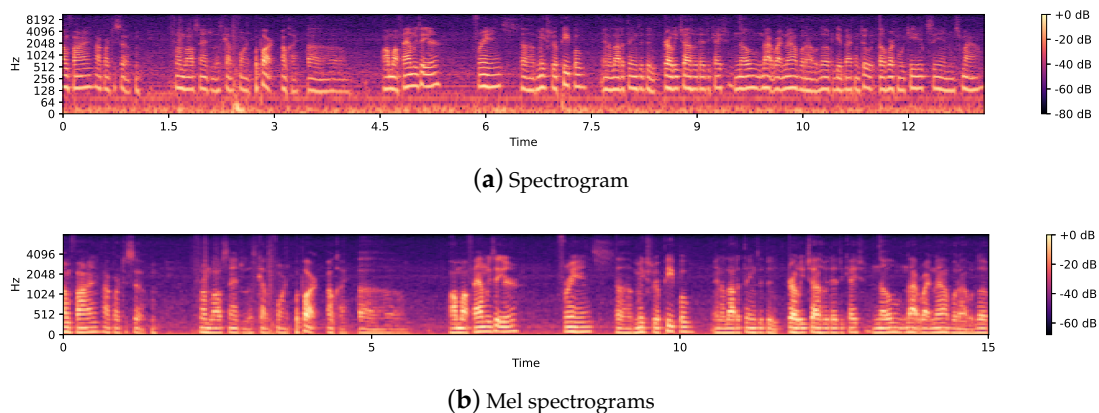 8192
4096
2048
1024
512
256
128
64
0
Hz
0 1.5 3 4.5 6 7.5 9 10.5 12
Time
+0 dB
-20 dB
-40 dB
-60 dB
-80 dB
(a) Spectrogram
4096
2048
1024
512
0
Hz
0 5 10 15
Time
+0 dB
-20 dB
-40 dB
-60 dB
(b) Mel spectrograms